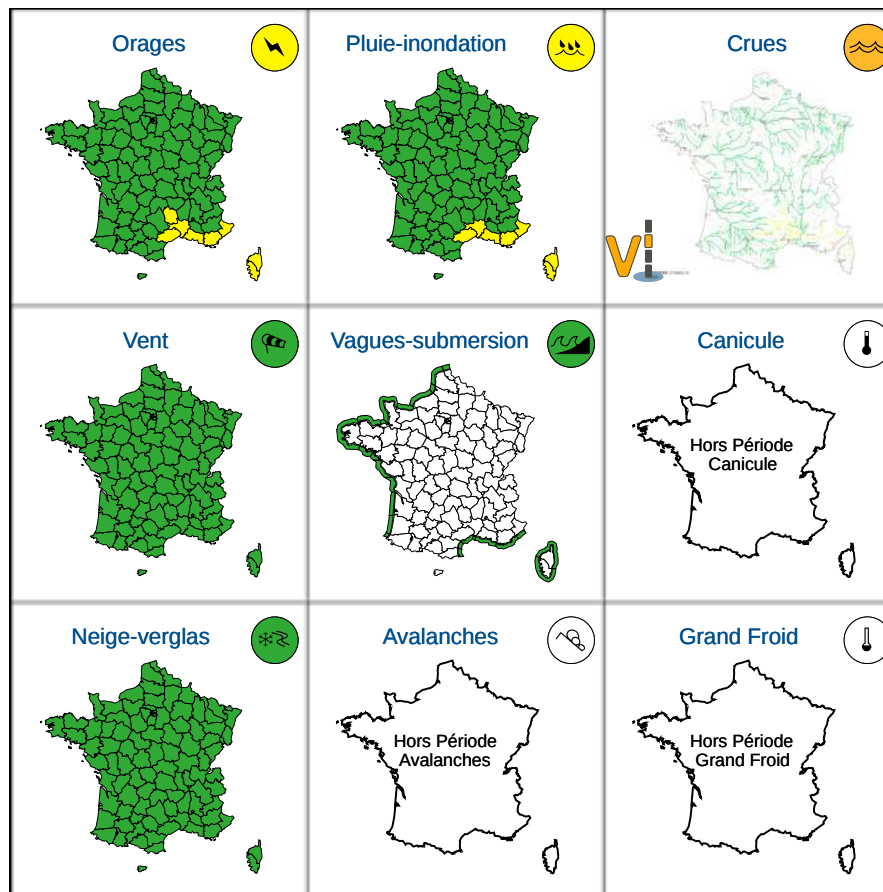 Orages
Pluie-inondation
Crues
Vi
Vent
Vagues-submersion
Canicule
Hors Période
Canicule
Neige-verglas
Avalanches
Grand Froid
Hors Période
Avalanches
Hors Période
Grand Froid